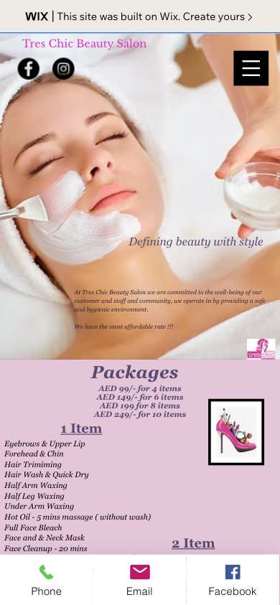 WIX | This site was built on Wix. Create yours >
Tres Chic Beauty Salon
Defining beauty with style
At Tres Chic Beauty Salon we are committed to the well-being of our
customer and staff and community, we operate in by providing a safe
and hygienic environment.
We have the most affordable rate !!!
Packages
AED 99/- for 4 items
AED 149/- for 6 items
AED 199 for 8 items
AED 249/- for 10 items
1 Item
Eyebrows & Upper Lip
Forehead & Chin
Hair Trimiming
Hair Wash & Quick Dry
Half Arm Waxing
Half Leg Waxing
Under Arm Waxing
Hot Oil - 5 mins massage ( without wash)
Full Face Bleach
Face and & Neck Mask
Face Cleanup - 20 mins
2 Item
Phone
Email
Facebook